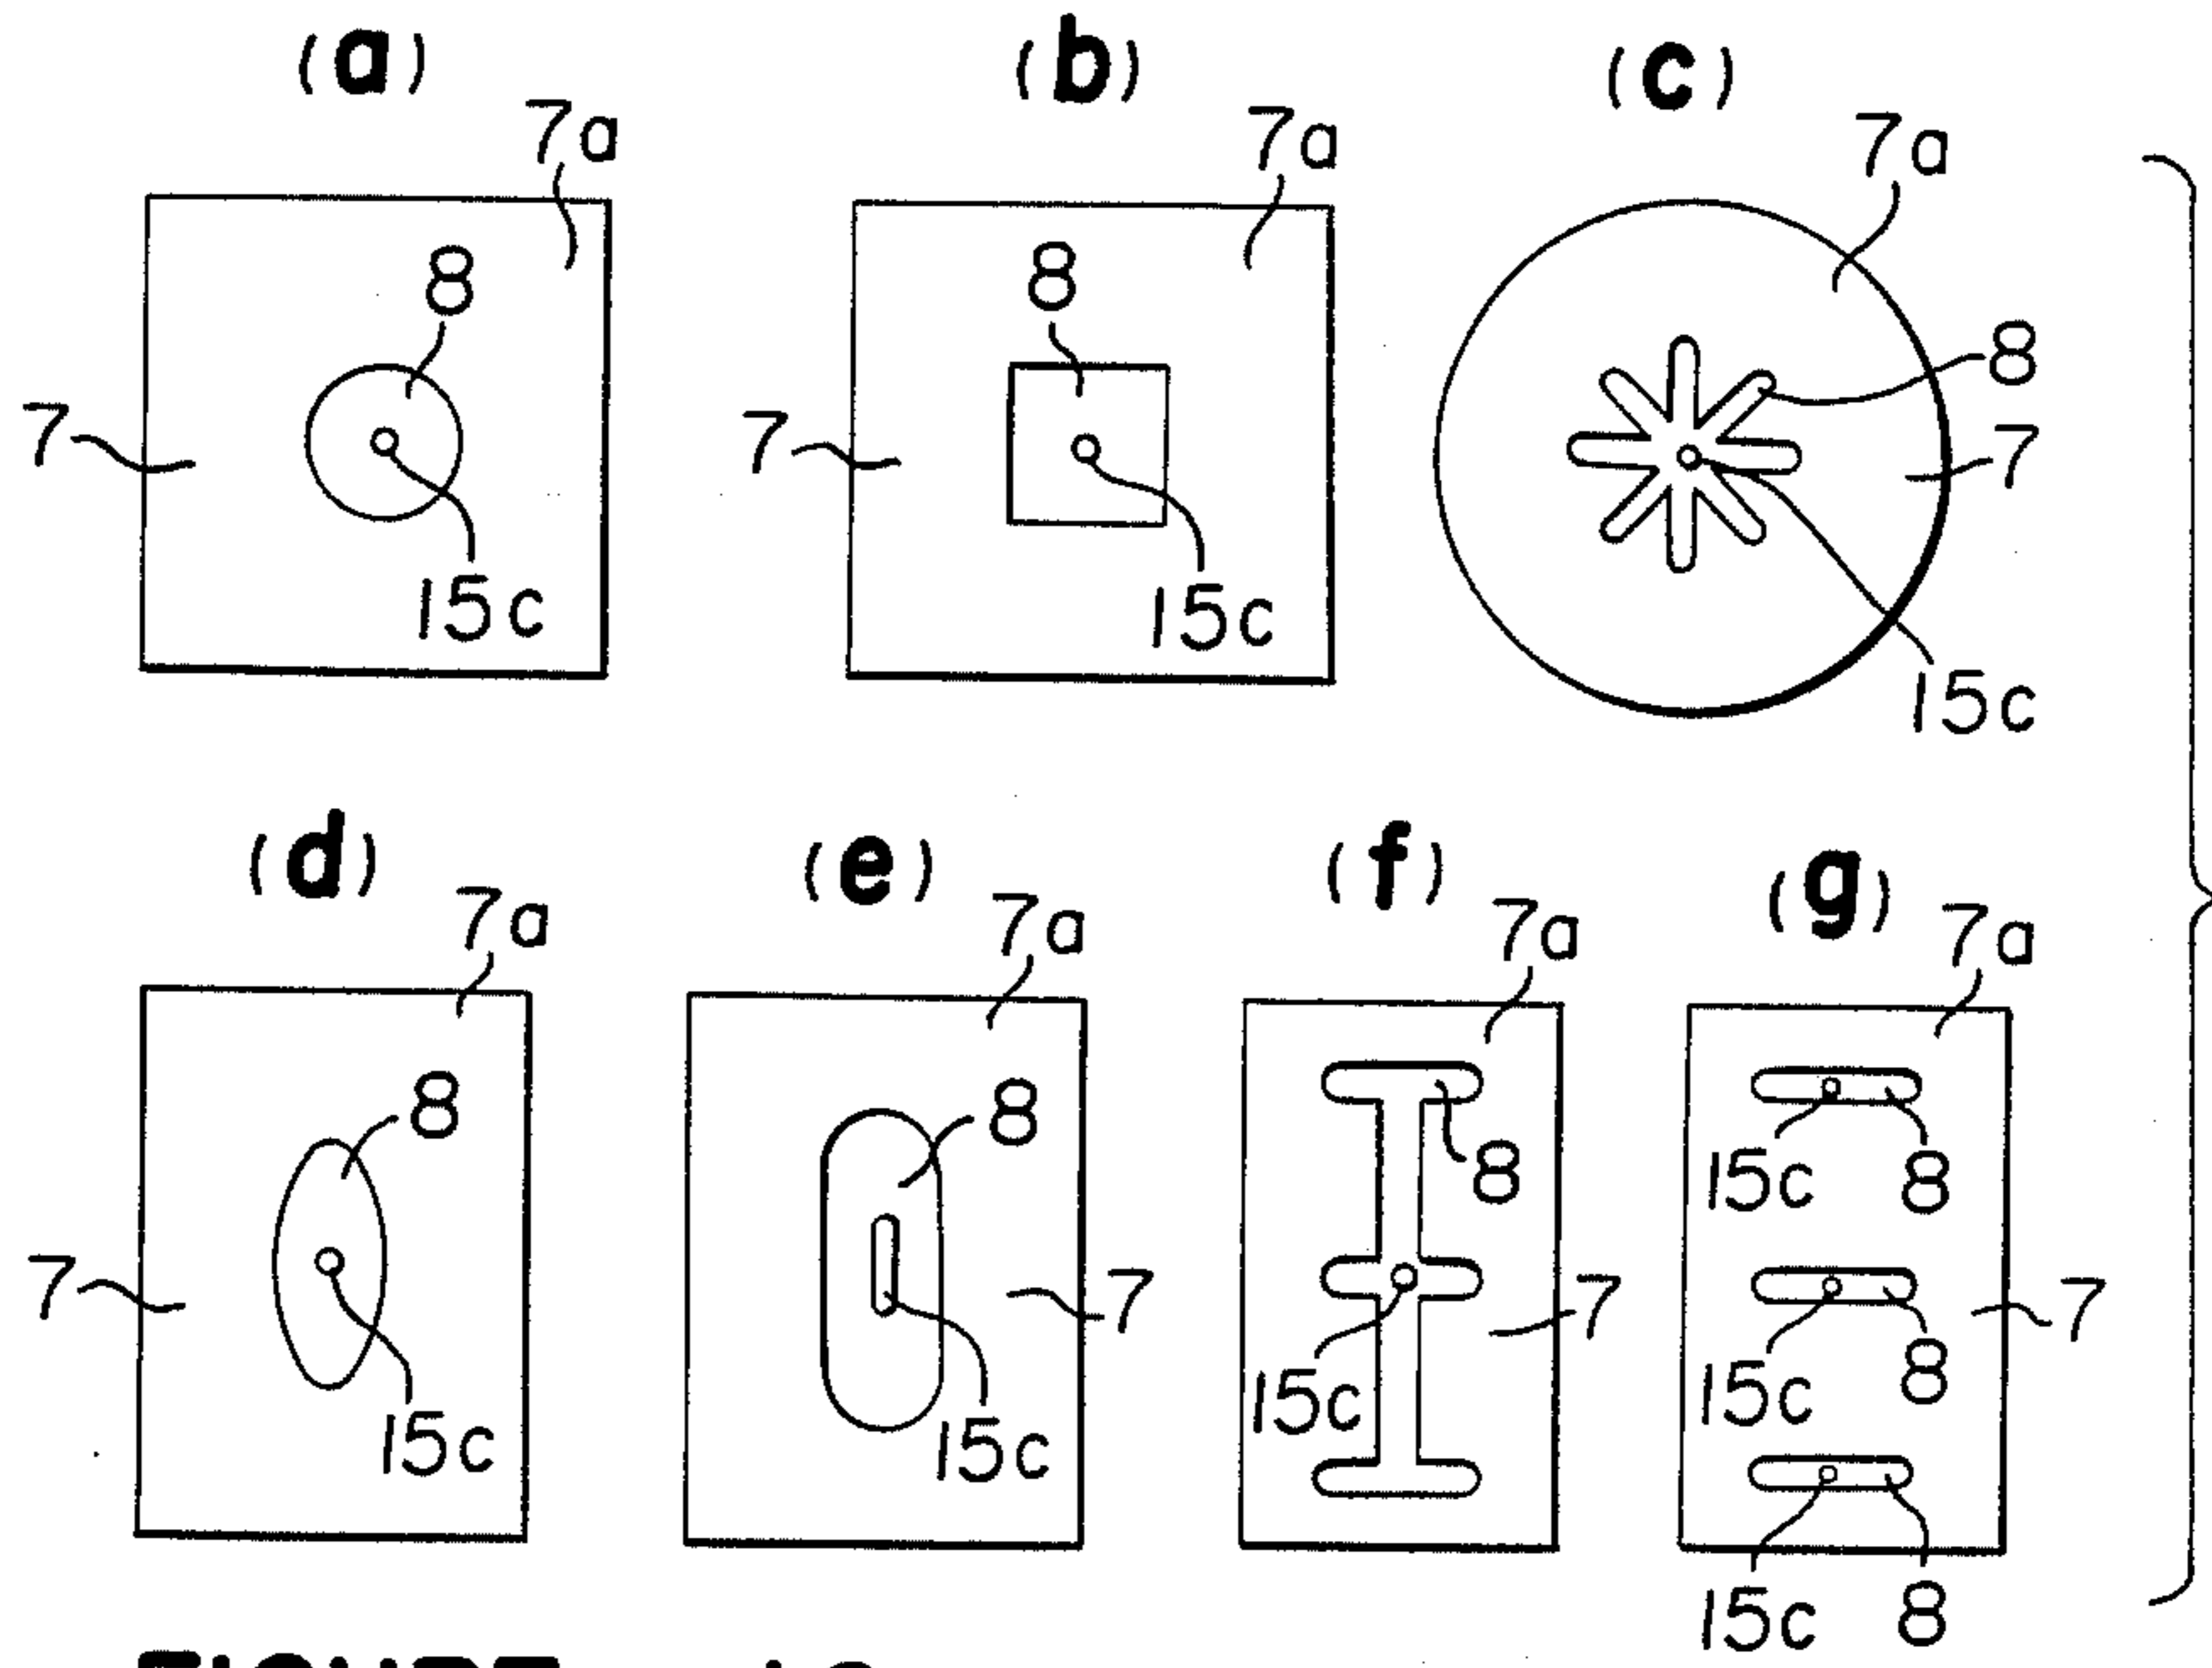 (a) (b) (c)
7a 7a 7a
8 8 8
7 7 7
15c 15c 15c
(d) (e) (f) (g)
7a 7a 7a 7a
8 8 8 15c 8
7 7 7 7
15c 15c 15c 15c 8
15c 8